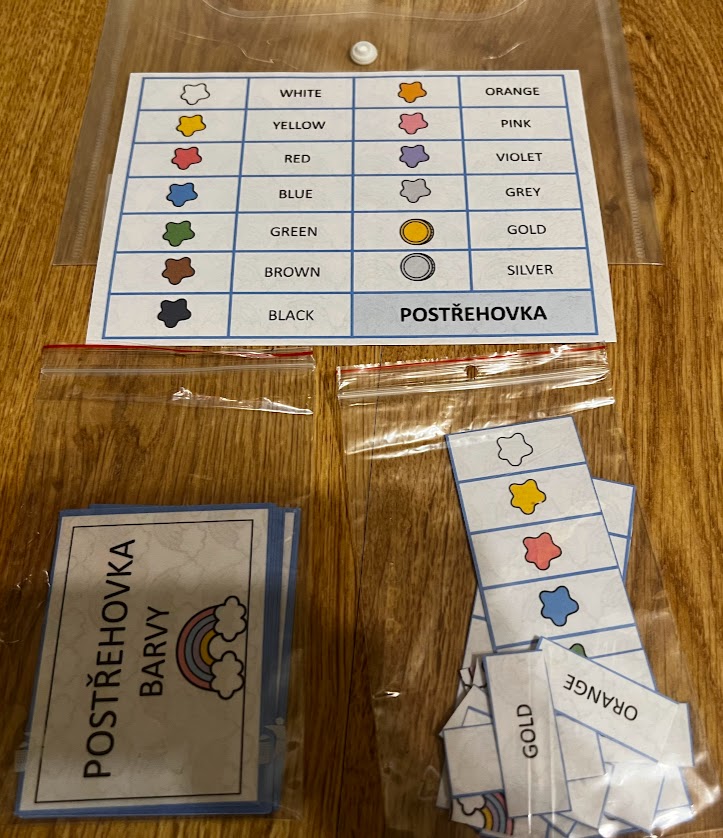 WHITE ORANGE
YELLOW PINK
RED VIOLET
BLUE GREY
GREEN GOLD
BROWN SILVER
BLACK POSTŘEHOVKA
POSTŘEHOVKA
BARVY
ORANGE
GOLD